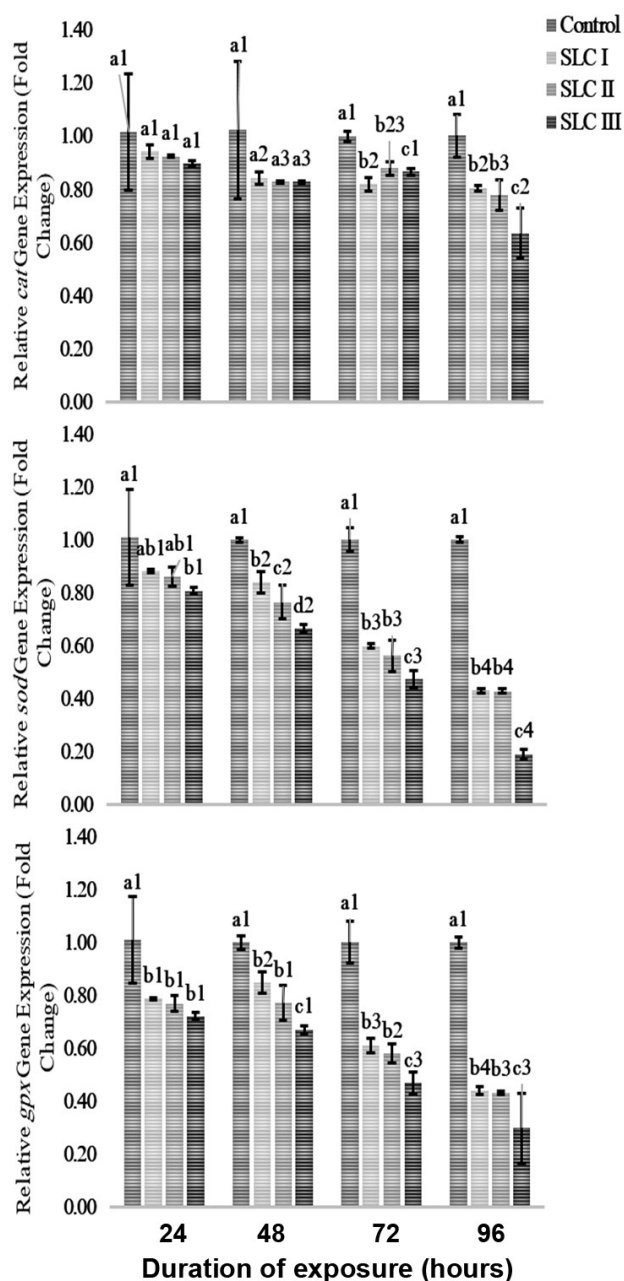 Control
SLC I
SLC II
SLC III
Relative cat Gene Expression (Fold
Change)
1.40
1.20
1.00
0.80
0.60
0.40
0.20
0.00
a1 a1 a1 a1
a1 a2 a3 a3
a1 b2 b23 c1
a1 b2 b3 c2
Relative sod Gene Expression (Fold
Change)
1.40
1.20
1.00
0.80
0.60
0.40
0.20
0.00
a1 ab1 ab1 b1
a1 b2 c2 d2
a1 b3 b3 c3
a1 b4 b4 c4
Relative gpx Gene Expression (Fold
Change)
1.40
1.20
1.00
0.80
0.60
0.40
0.20
0.00
a1 b1 b1 b1
a1 b2 b1 c1
a1 b3 b2 c3
a1 b4 b3 c3
24 48 72 96
Duration of exposure (hours)